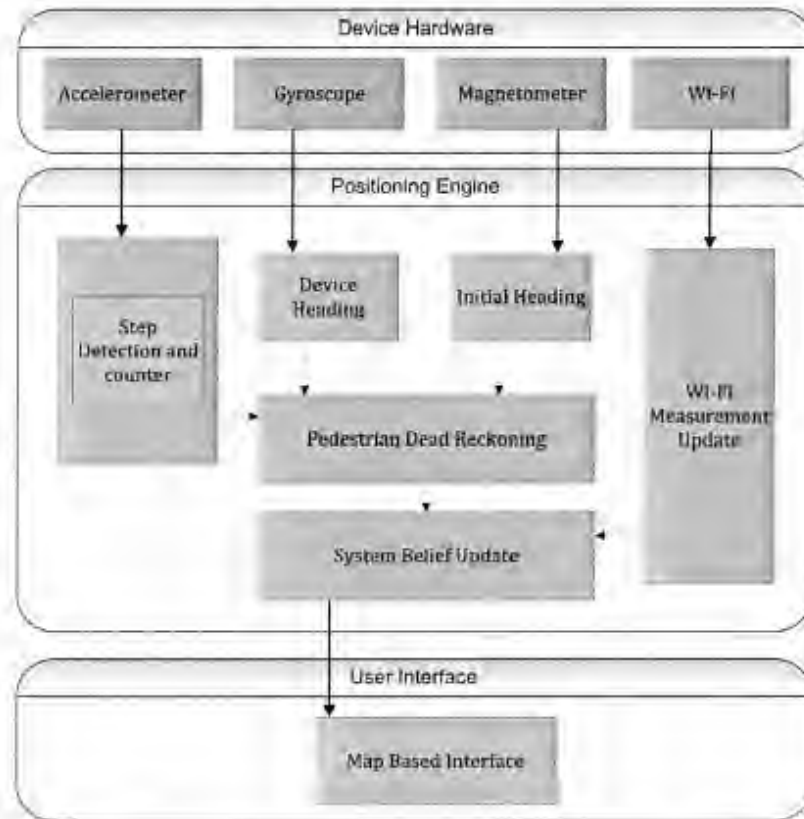 Device Hardware
Accelerometer
Gyroscope
Magnetometer
Wi-Fi
Positioning Engine
Step
Detection and
counter
Device
Heading
Initial Heading
Wi-Fi
Measurement
Update
Pedestrian Dead Reckoning
System Belief Update
User Interface
Map Based Interface